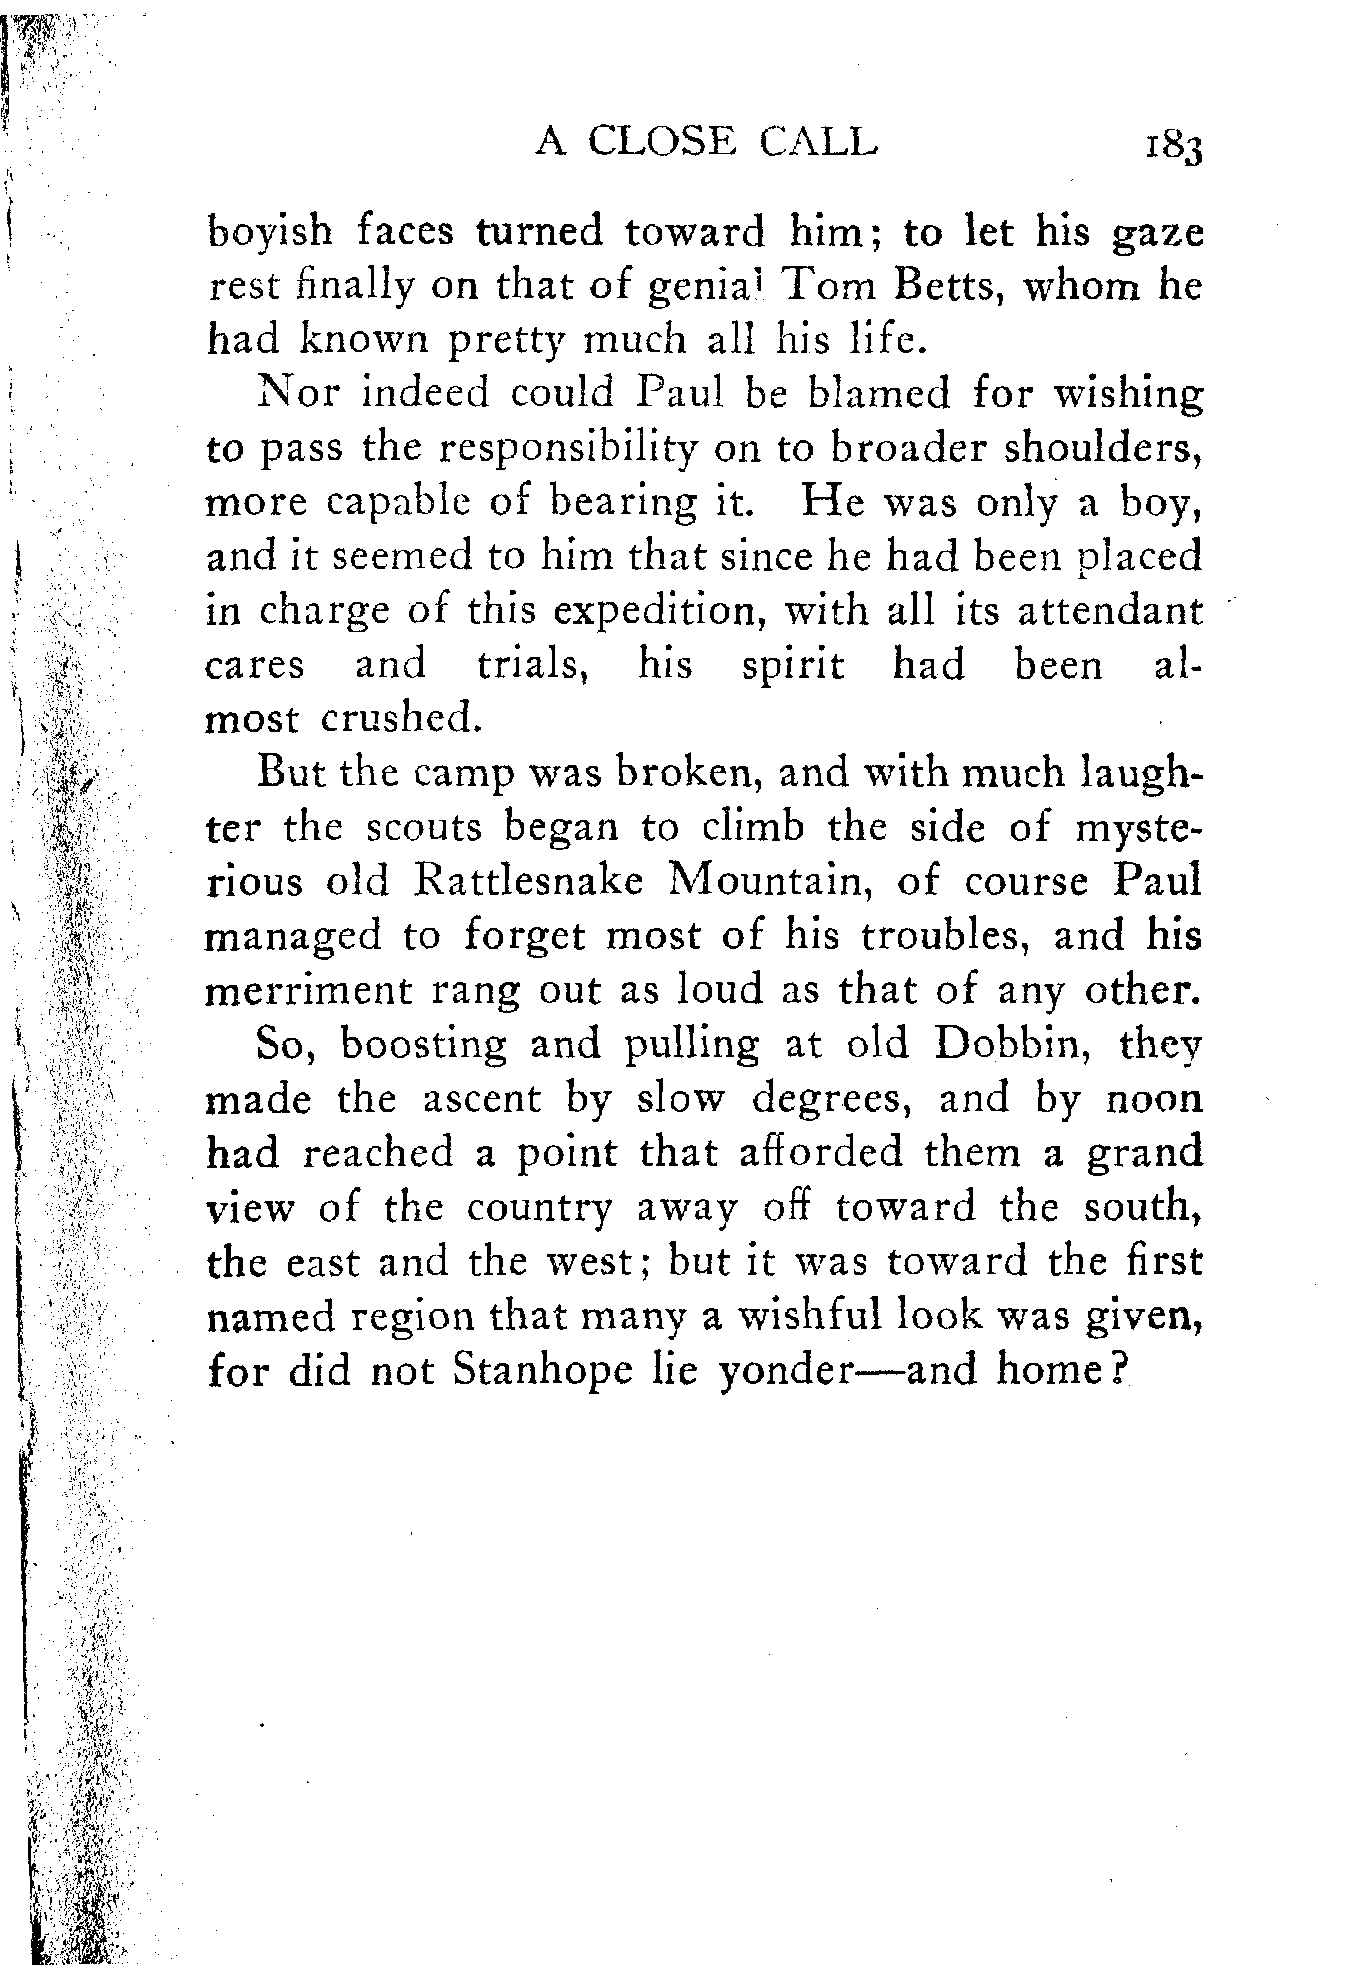 A CLOSE CALL 183
boyish faces turned toward him; to let his gaze
rest finally on that of genial Tom Betts, whom he
had known pretty much all his life.
Nor indeed could Paul be blamed for wishing
to pass the responsibility on to broader shoulders,
more capable of bearing it. He was only a boy,
and it seemed to him that since he had been placed
in charge of this expedition, with all its attendant
cares and trials, his spirit had been al-
most crushed.
But the camp was broken, and with much laugh-
ter the scouts began to climb the side of myste-
rious old Rattlesnake Mountain, of course Paul
managed to forget most of his troubles, and his
merriment rang out as loud as that of any other.
So, boosting and pulling at old Dobbin, they
made the ascent by slow degrees, and by noon
had reached a point that afforded them a grand
view of the country away off toward the south,
the east and the west; but it was toward the first
named region that many a wishful look was given,
for did not Stanhope lie yonder—and home?